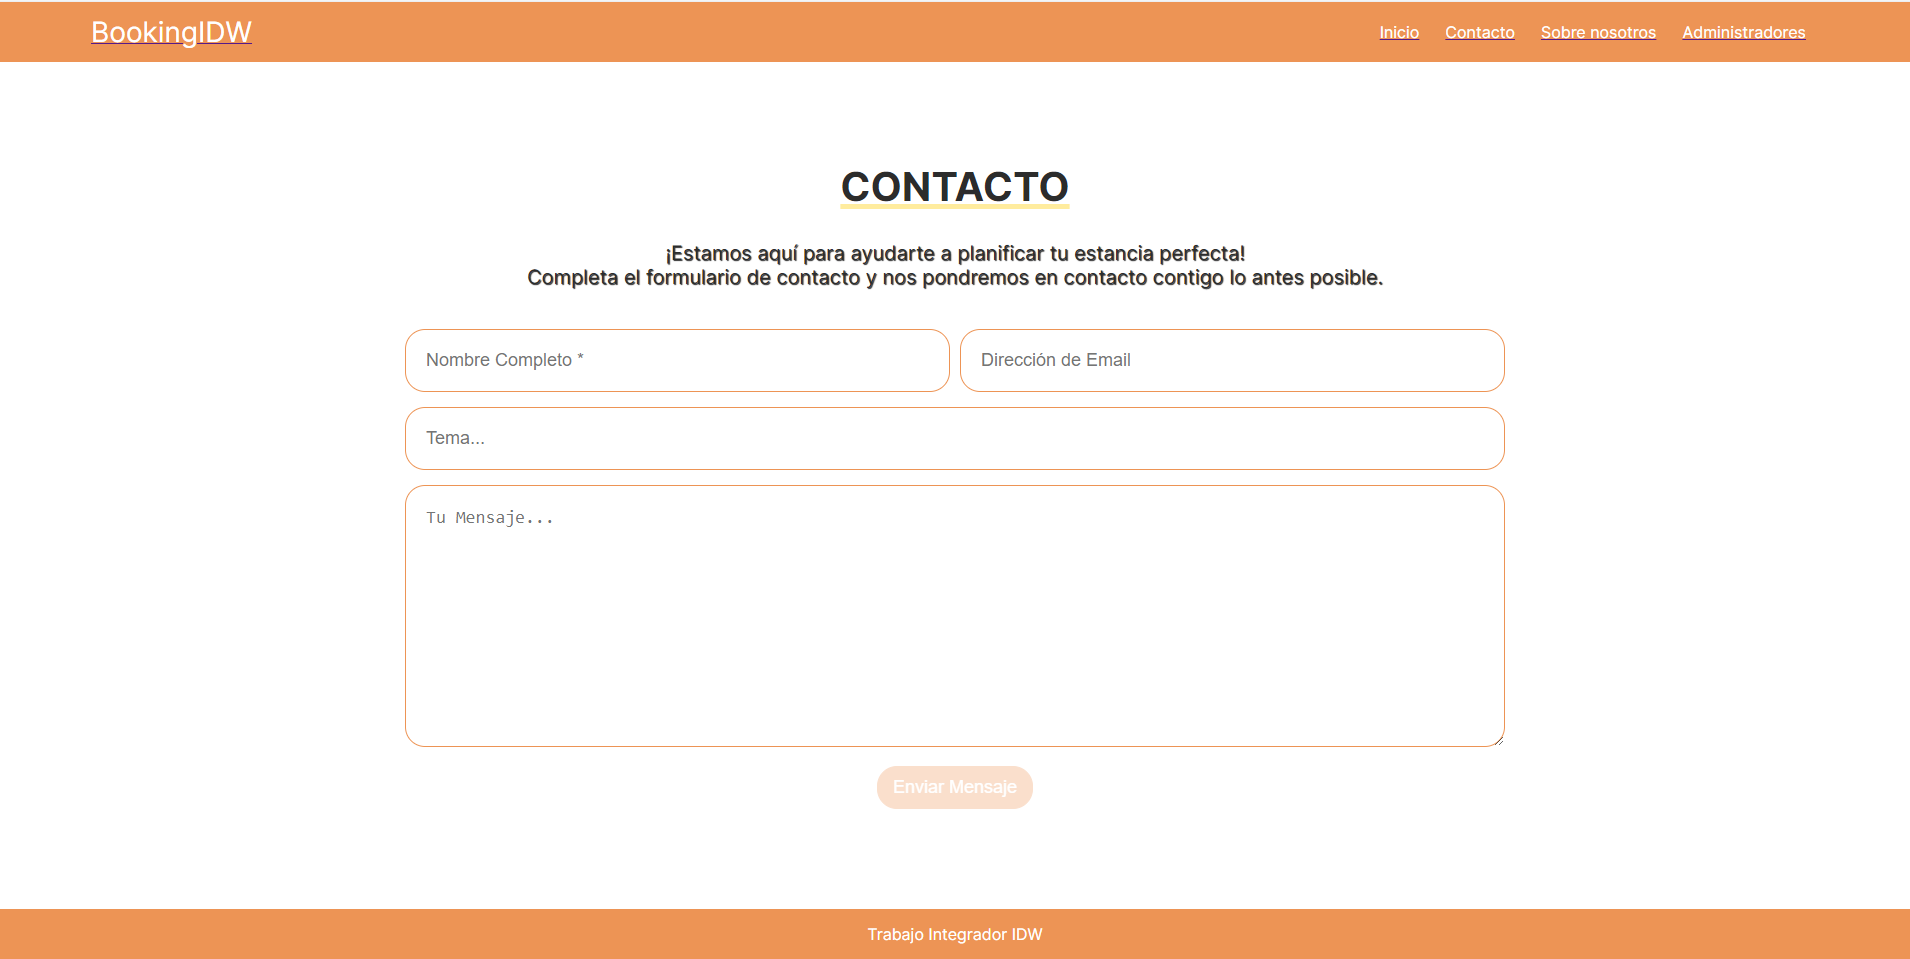 BookingIDW
Inicio Contacto Sobre nosotros Administradores
CONTACTO
¡Estamos aquí para ayudarte a planificar tu estancia perfecta!
Completa el formulario de contacto y nos pondremos en contacto contigo lo antes posible.
Nombre Completo * Dirección de Email
Tema...
Tu Mensaje...
Enviar Mensaje
Trabajo Integrador IDW